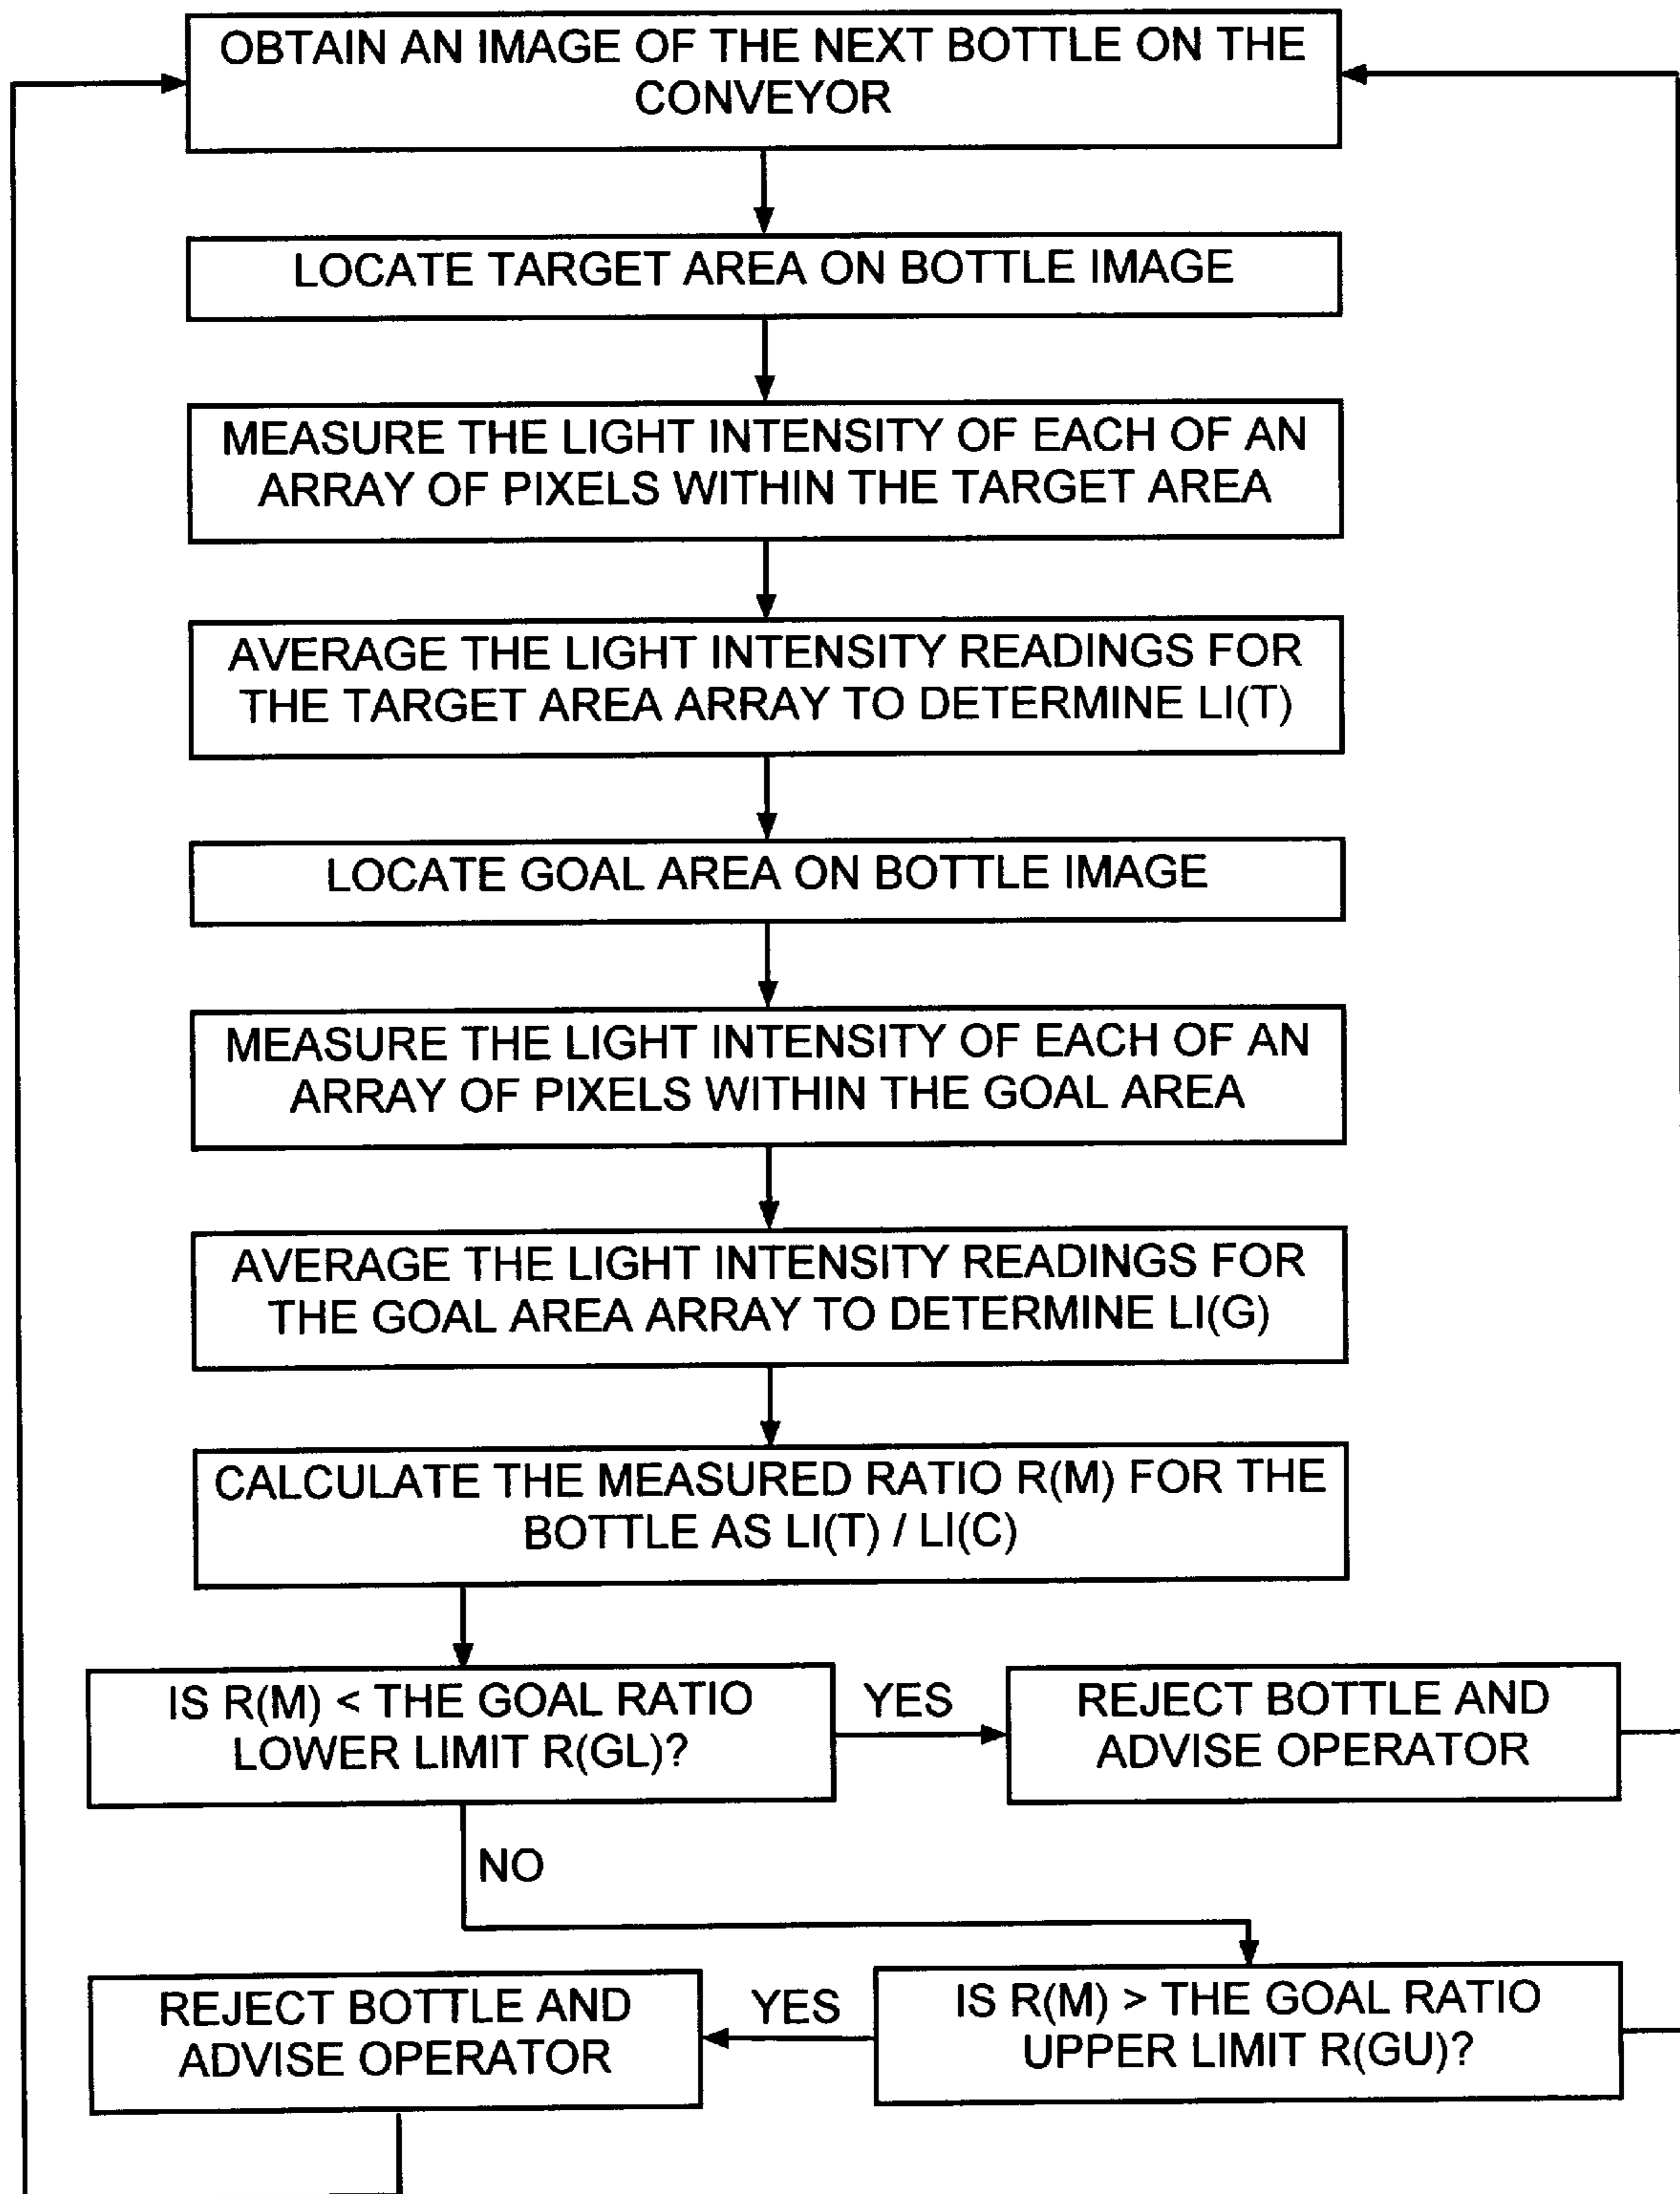 OBTAIN AN IMAGE OF THE NEXT BOTTLE ON THE
CONVEYOR
LOCATE TARGET AREA ON BOTTLE IMAGE
MEASURE THE LIGHT INTENSITY OF EACH OF AN
ARRAY OF PIXELS WITHIN THE TARGET AREA
AVERAGE THE LIGHT INTENSITY READINGS FOR
THE TARGET AREA ARRAY TO DETERMINE LI(T)
LOCATE GOAL AREA ON BOTTLE IMAGE
MEASURE THE LIGHT INTENSITY OF EACH OF AN
ARRAY OF PIXELS WITHIN THE GOAL AREA
AVERAGE THE LIGHT INTENSITY READINGS FOR
THE GOAL AREA ARRAY TO DETERMINE LI(G)
CALCULATE THE MEASURED RATIO R(M) FOR THE
BOTTLE AS LI(T) / LI(C)
IS R(M) < THE GOAL RATIO
LOWER LIMIT R(GL)?
YES
REJECT BOTTLE AND
ADVISE OPERATOR
NO
REJECT BOTTLE AND
ADVISE OPERATOR
YES
IS R(M) > THE GOAL RATIO
UPPER LIMIT R(GU)?